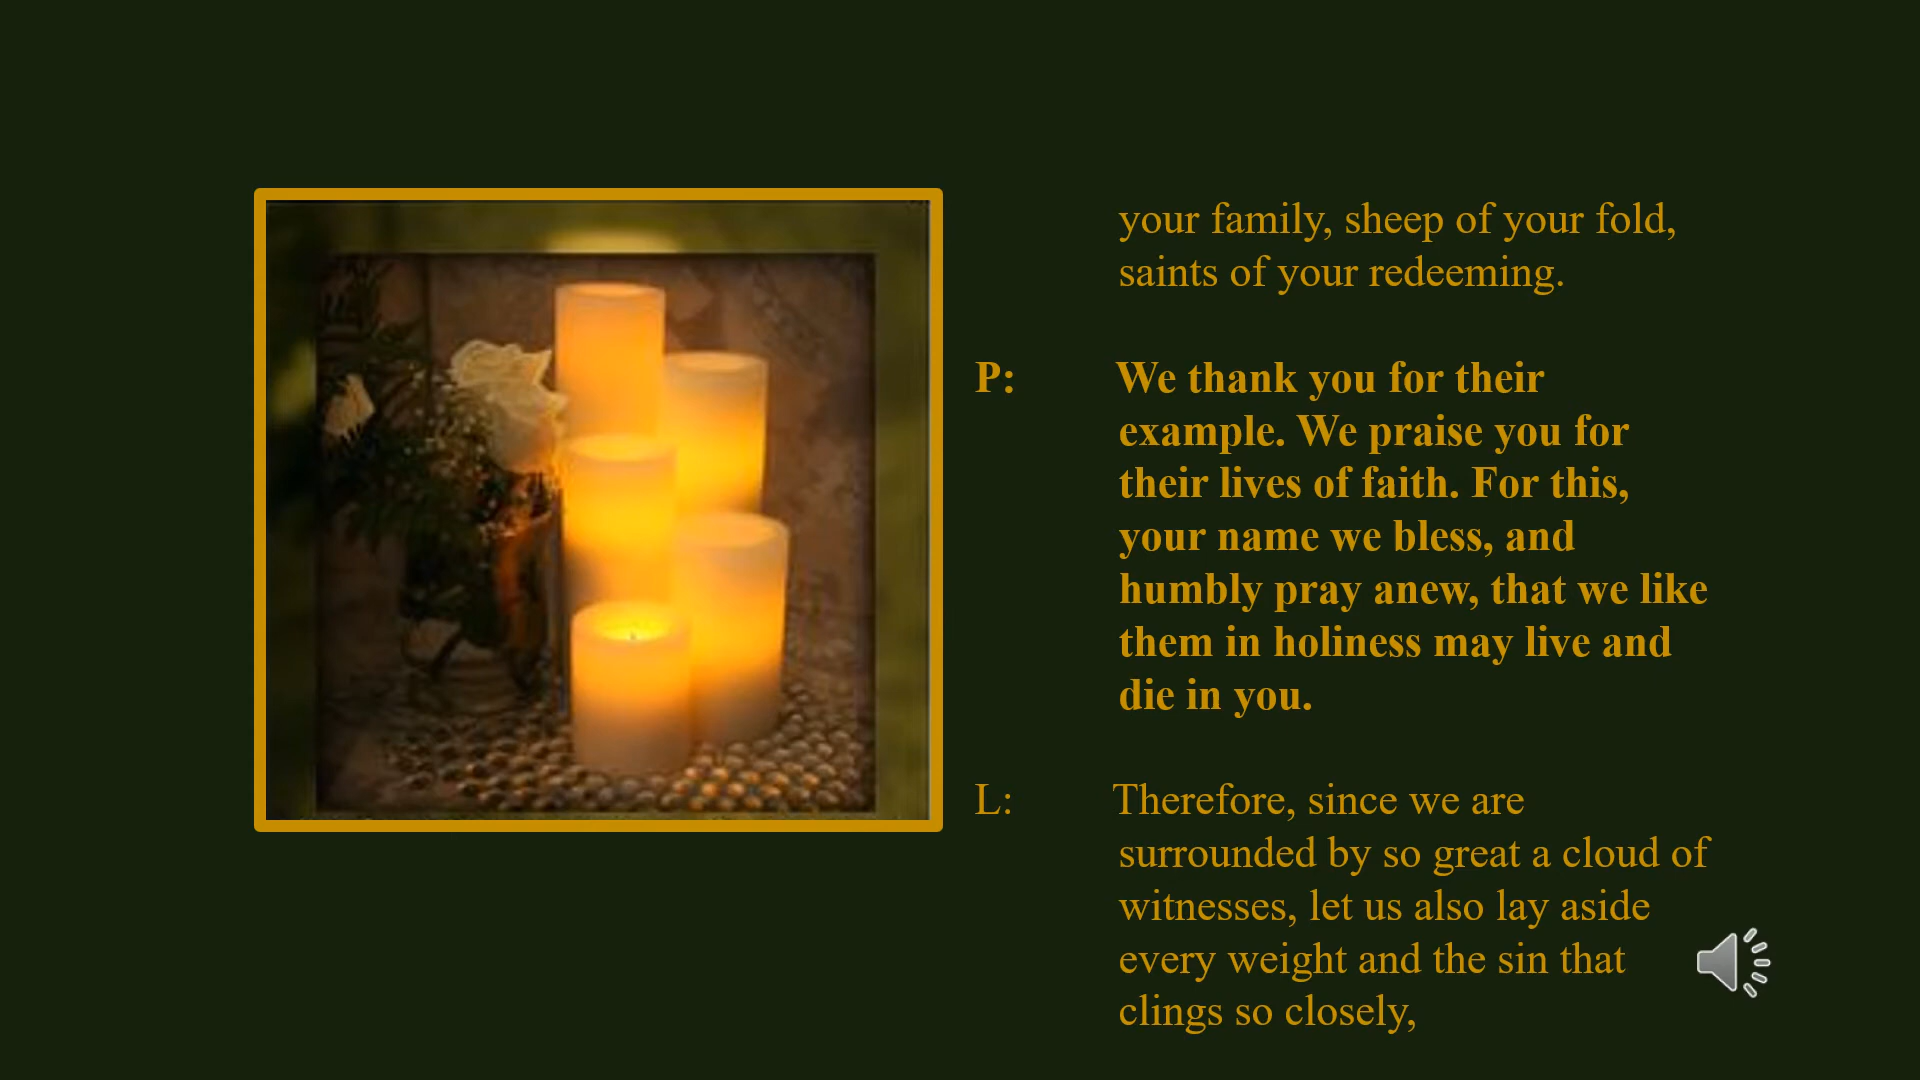 your family, sheep of your fold,
saints of your redeeming.
P: We thank you for their
example. We praise you for
their lives of faith. For this,
your name we bless, and
humbly pray anew, that we like
them in holiness may live and
die in you.
L: Therefore, since we are
surrounded by so great a cloud of
witnesses, let us also lay aside
every weight and the sin that
clings so closely,